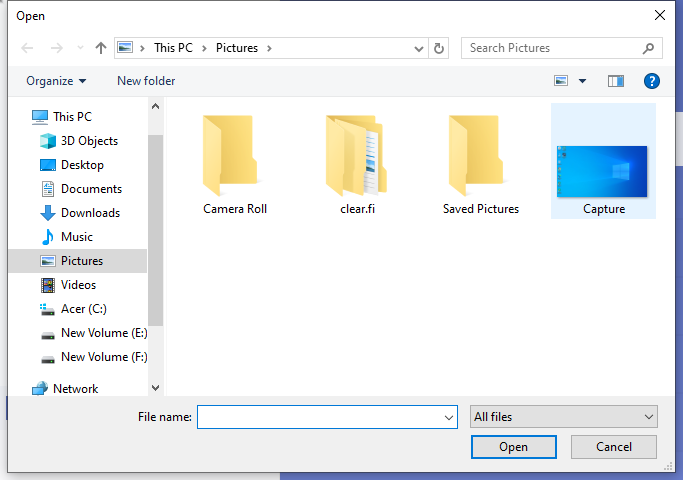 Open
This PC
Pictures
Search Pictures
Organize
New folder
This PC
3D Objects
Desktop
Documents
Downloads
Music
Pictures
Videos
Acer (C:)
New Volume (E:)
New Volume (F:)
Network
Camera Roll
clear.fi
Saved Pictures
Capture
File name:
All files
Open
Cancel